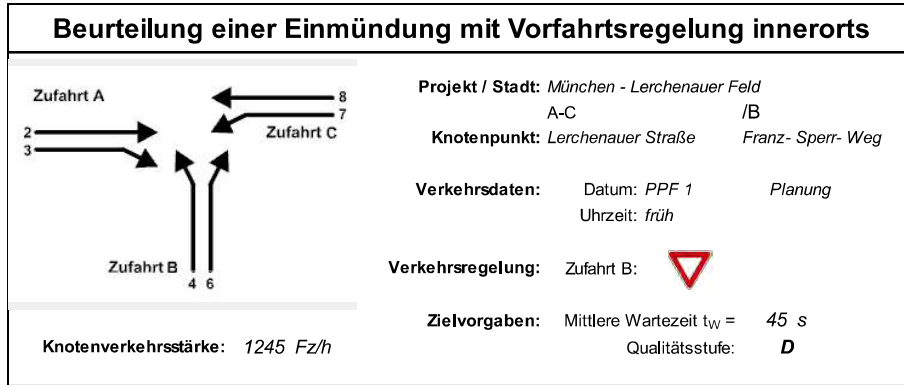 Beurteilung einer Einmündung mit Vorfahrtsregelung innerorts
Zufahrt A
2
3
8
7
Zufahrt C
Zufahrt B
4 6
Knotenverkehrsstärke: 1245 Fz/h
Projekt / Stadt: München - Lerchenauer Feld
A-C /B
Knotenpunkt: Lerchenauer Straße Franz- Sperr- Weg
Verkehrsdaten: Datum: PPF 1 Planung
Uhrzeit: früh
Verkehrsregelung: Zufahrt B:
Zielvorgaben: Mittlere Wartezeit tW = 45 s
Qualitätsstufe: D